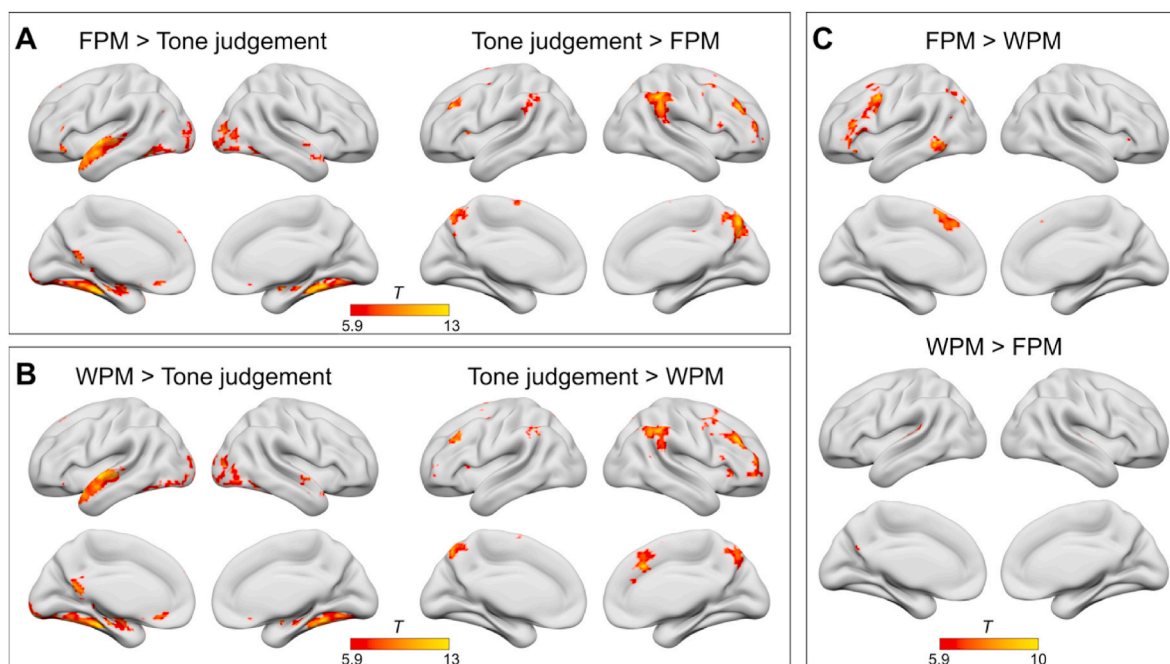 A
FPM > Tone judgement
Tone judgement > FPM
T
5.9
13
B
WPM > Tone judgement
Tone judgement > WPM
T
5.9
13
C
FPM > WPM
WPM > FPM
T
5.9
10